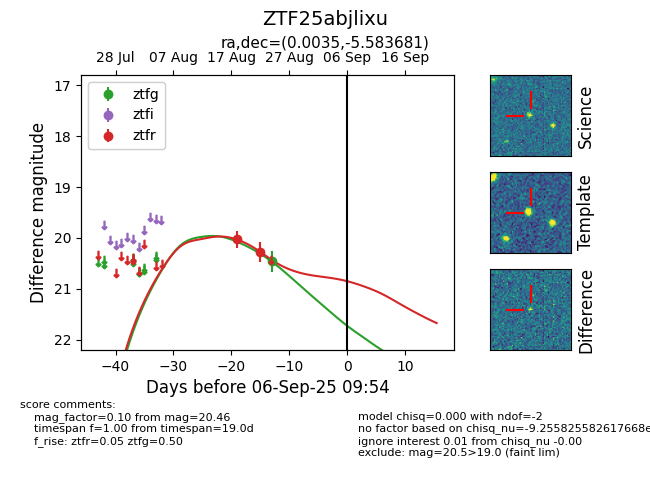 ZTF25abjlixu
ra,dec=(0.0035,-5.583681)
28 Jul 07 Aug 17 Aug 27 Aug 06 Sep 16 Sep
ztfg
ztfi
ztfr
17
18
19
20
21
22
Difference magnitude
−40 −30 −20 −10 0 10
Days before 06-Sep-25 09:54
Science
Template
Difference
score comments:
mag_factor=0.10 from mag=20.46
timespan f=1.00 from timespan=19.0d
f_rise: ztfr=0.05 ztfg=0.50
model chisq=0.000 with ndof=-2
no factor based on chisq_nu=-9.255825582617668e
ignore interest 0.01 from chisq_nu -0.00
exclude: mag=20.5>19.0 (faint lim)